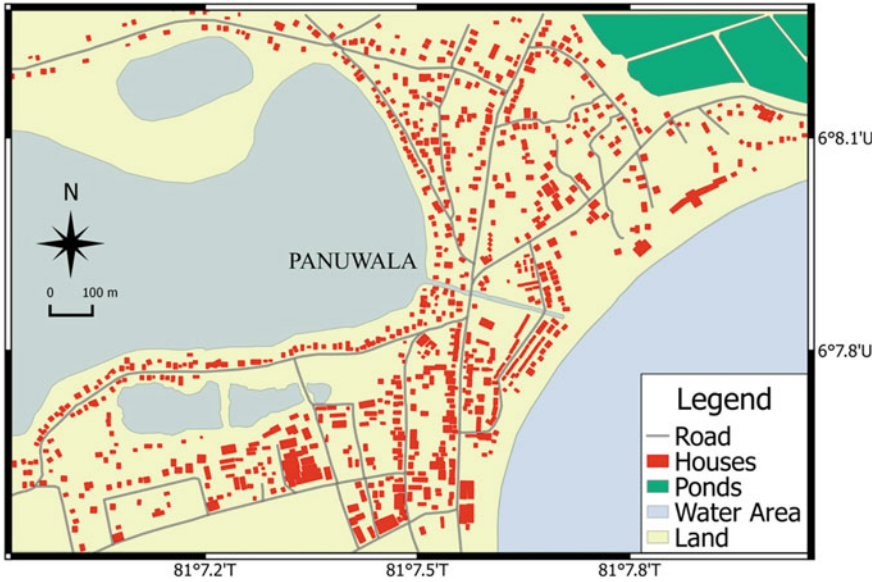 6°8.1'U
N
PANUWALA
0 100 m
6°7.8'U
Legend
Road
Houses
Ponds
Water Area
Land
81°7.2'T
81°7.5'T
81°7.8'T